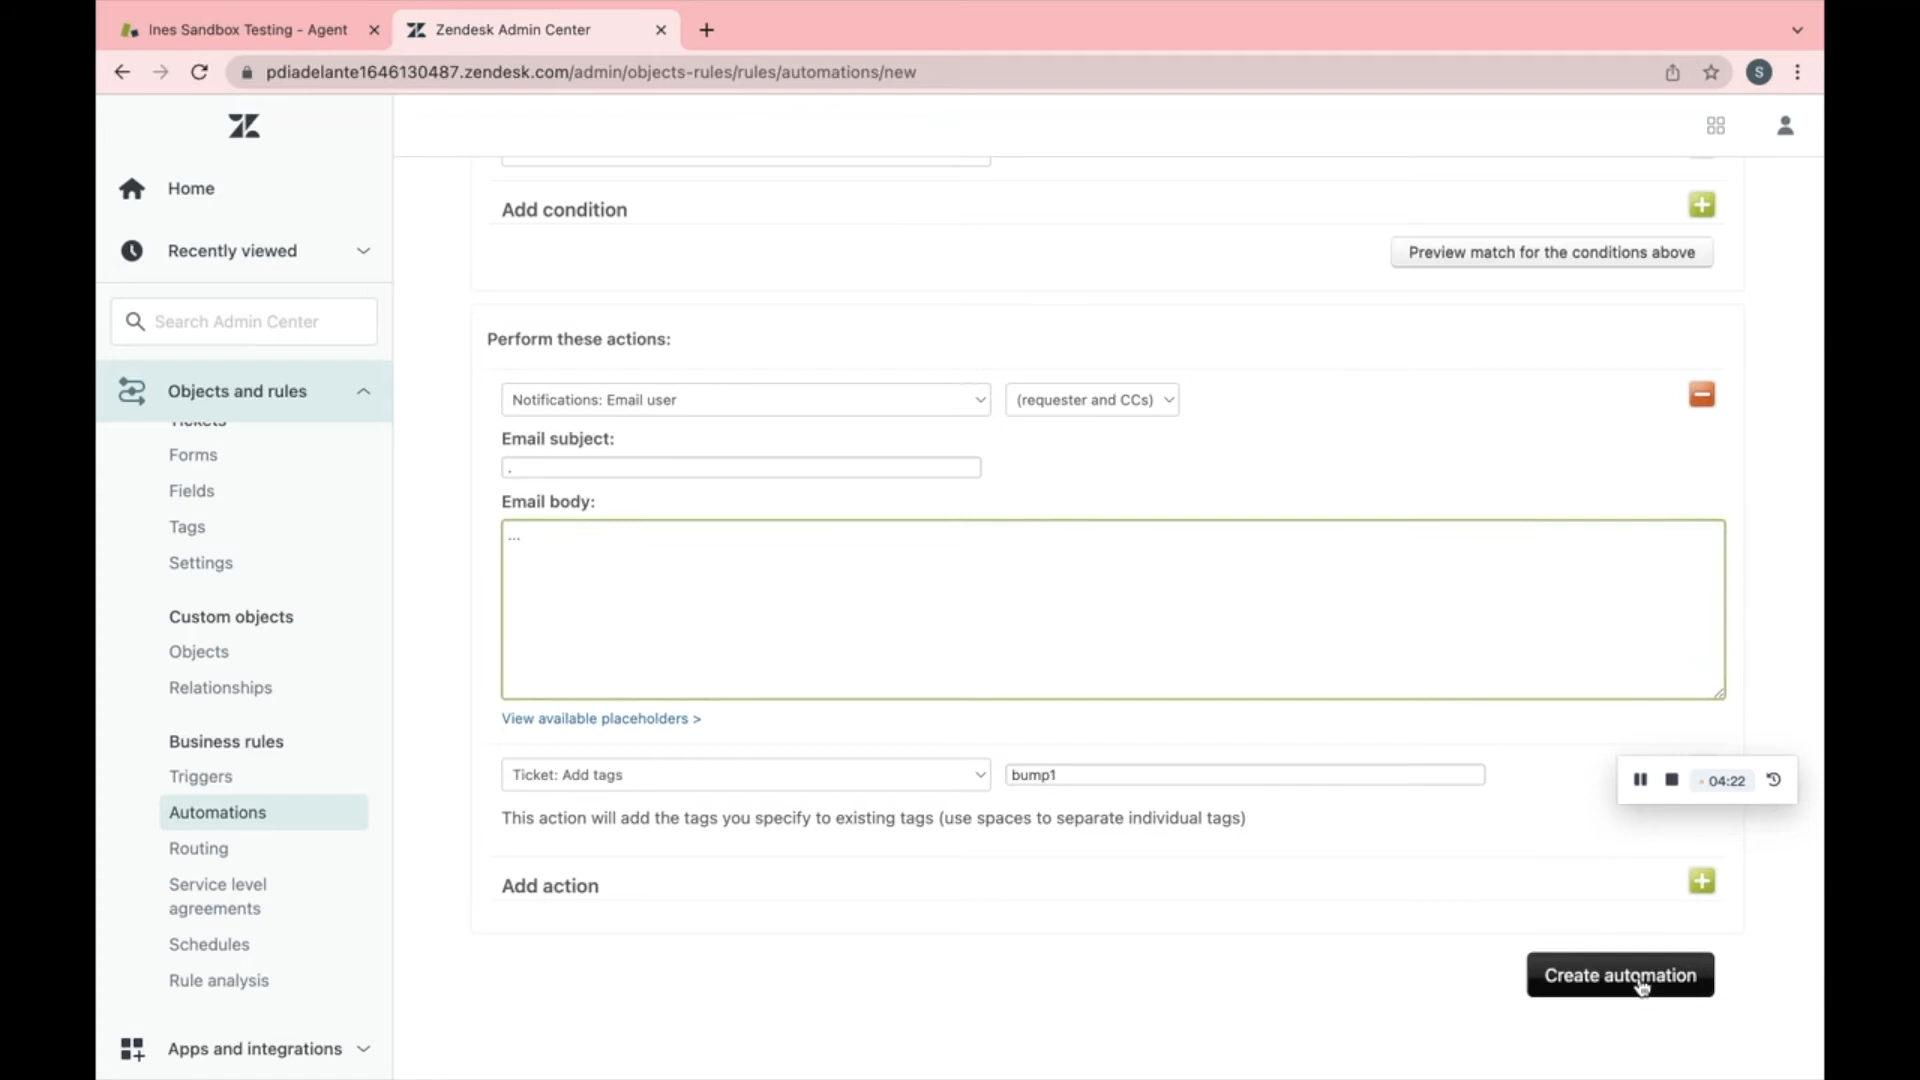 Ines Sandbox Testing - Agent
Zendesk Admin Center
pdiadelante1646130487.zendesk.com/admin/objects-rules/rules/automations/new
S
Home
Recently viewed
Search Admin Center
Objects and rules
Tickets
Forms
Fields
Tags
Settings
Custom objects
Objects
Relationships
Business rules
Triggers
Automations
Routing
Service level
agreements
Schedules
Rule analysis
Apps and integrations
Add condition
Preview match for the conditions above
Perform these actions:
Notifications: Email user
(requester and CCs)
Email subject:
.
Email body:
...
View available placeholders >
Ticket: Add tags
bump1
This action will add the tags you specify to existing tags (use spaces to separate individual tags)
Add action
04:22
Create automation